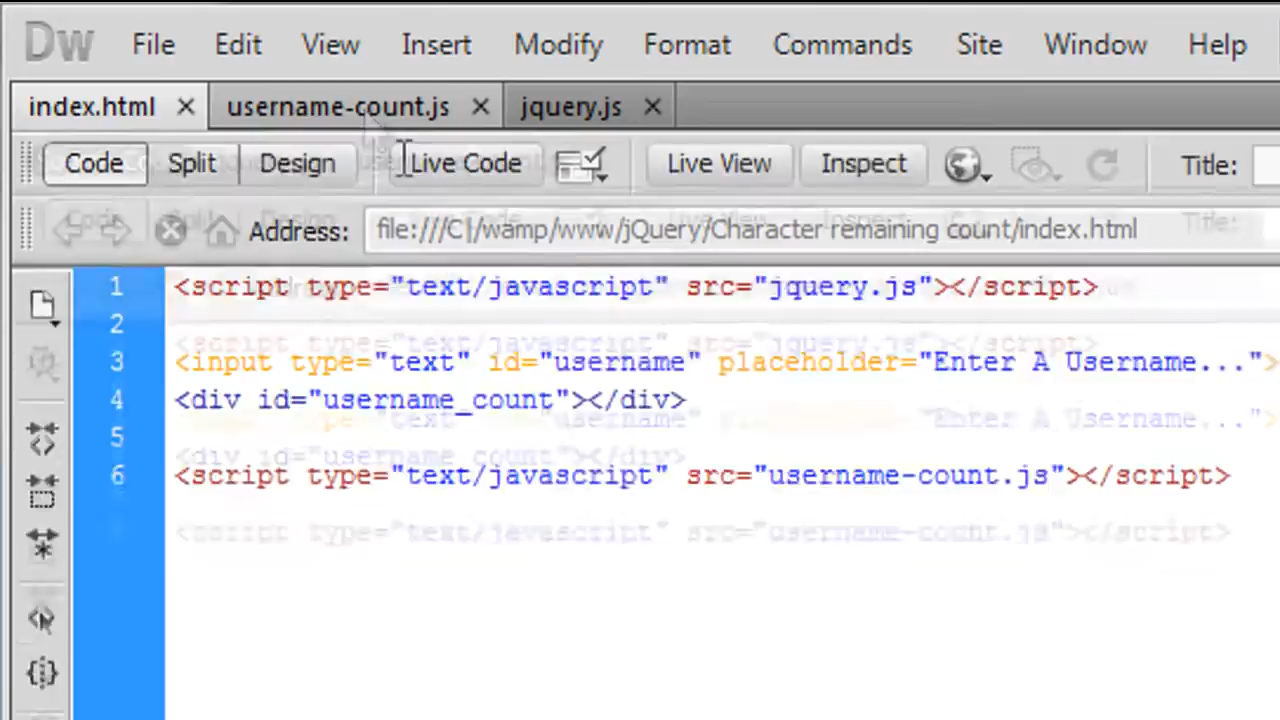 Dw File Edit View Insert Modify Format Commands Site Window Help
index.html username-count.js jquery.js
Code Split Design Live Code Live View Inspect Title:
Address: file:///C|/wamp/www/jQuery/Character remaining count/index.html
1 <script type="text/javascript" src="jquery.js"></script>
2
3 <input type="text" id="username" placeholder="Enter A Username...">
4 <div id="username_count"></div>
5
6 <script type="text/javascript" src="username-count.js"></script>